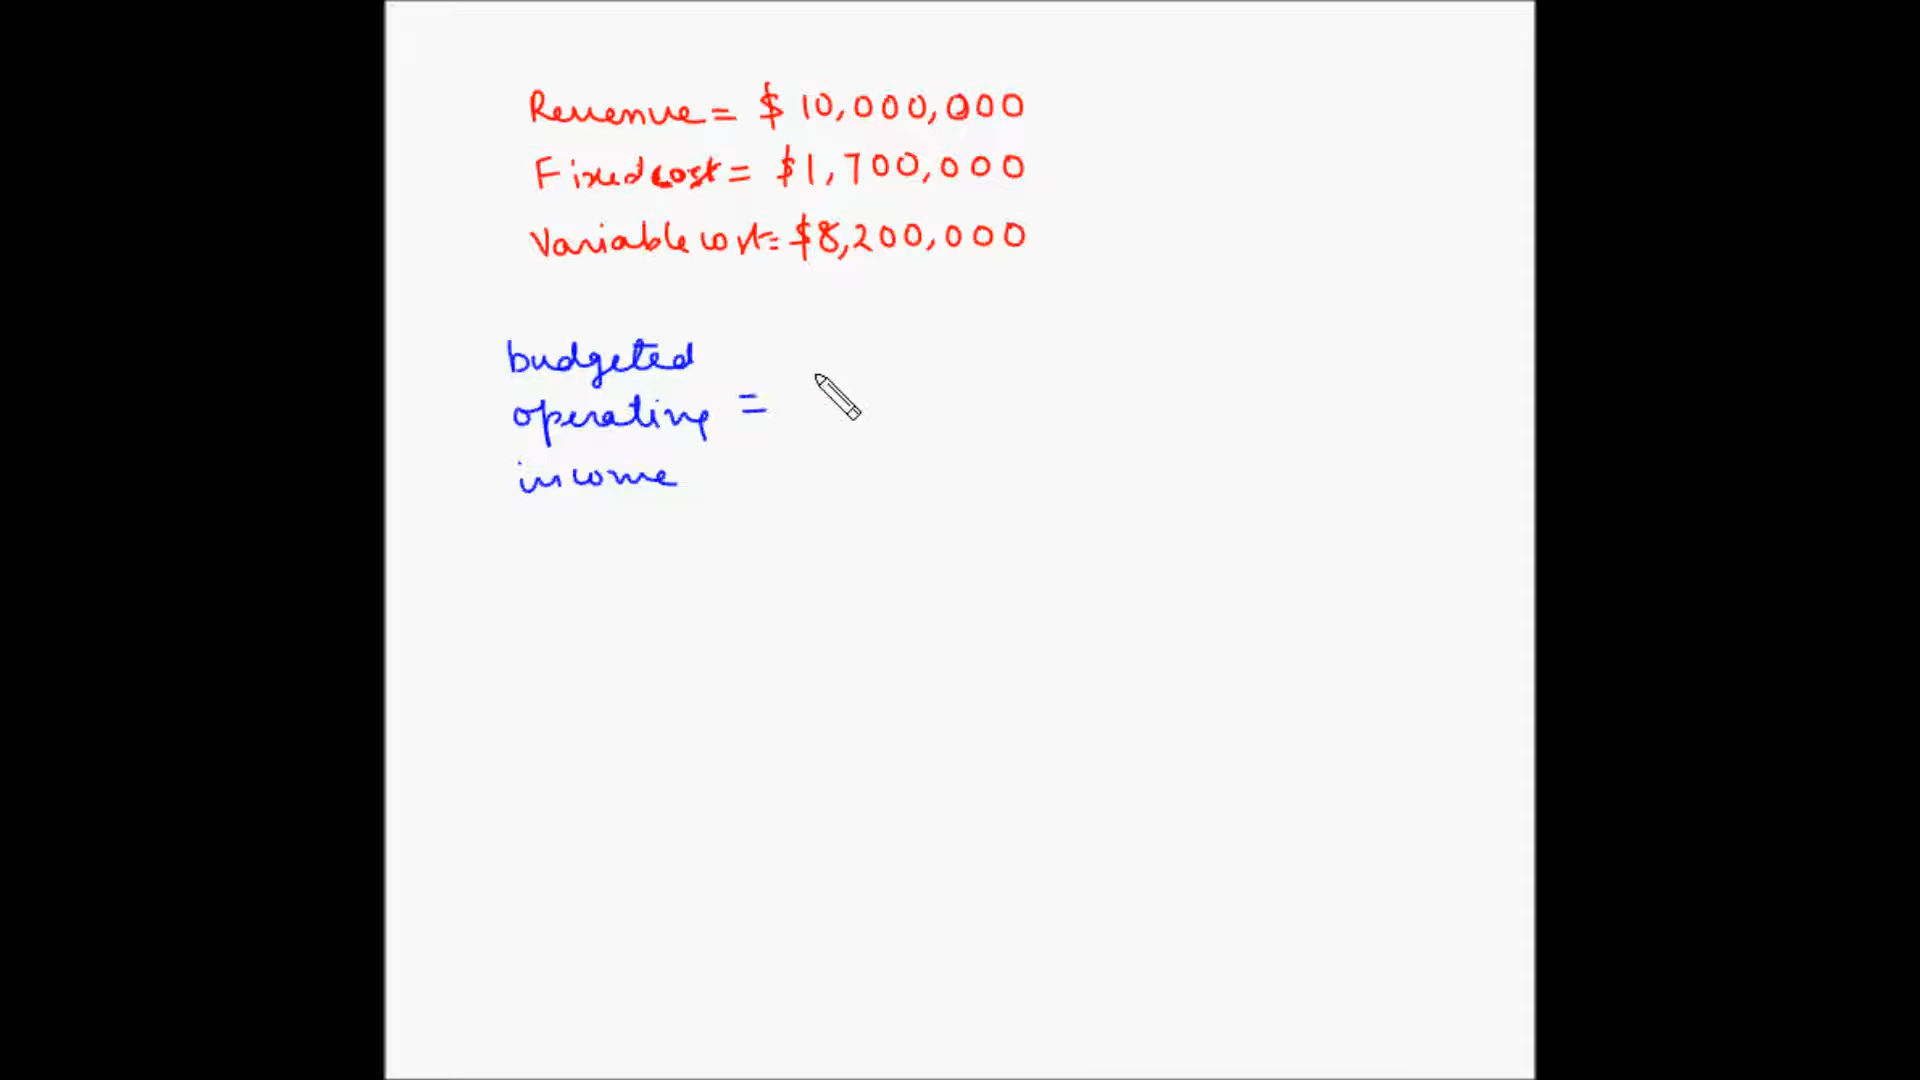 Revenue = $ 10,000,000
Fixed cost = $1,700,000
Variable cost = $8,200,000
budgeted
operating =
income